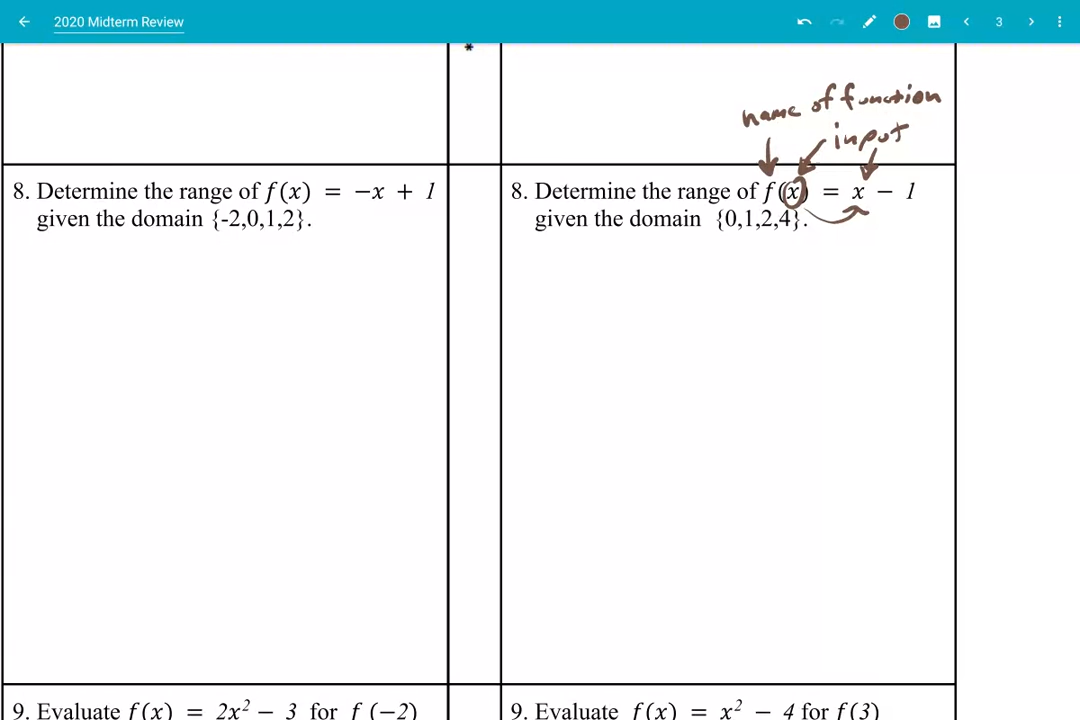 2020 Midterm Review
3
*
name of function
input
8. Determine the range of f(x) = −x + 1
given the domain {-2,0,1,2}.
8. Determine the range of f(x) = x − 1
given the domain {0,1,2,4}.
9. Evaluate f(x) = 2x² − 3 for f(−2)
9. Evaluate f(x) = x² − 4 for f(3)